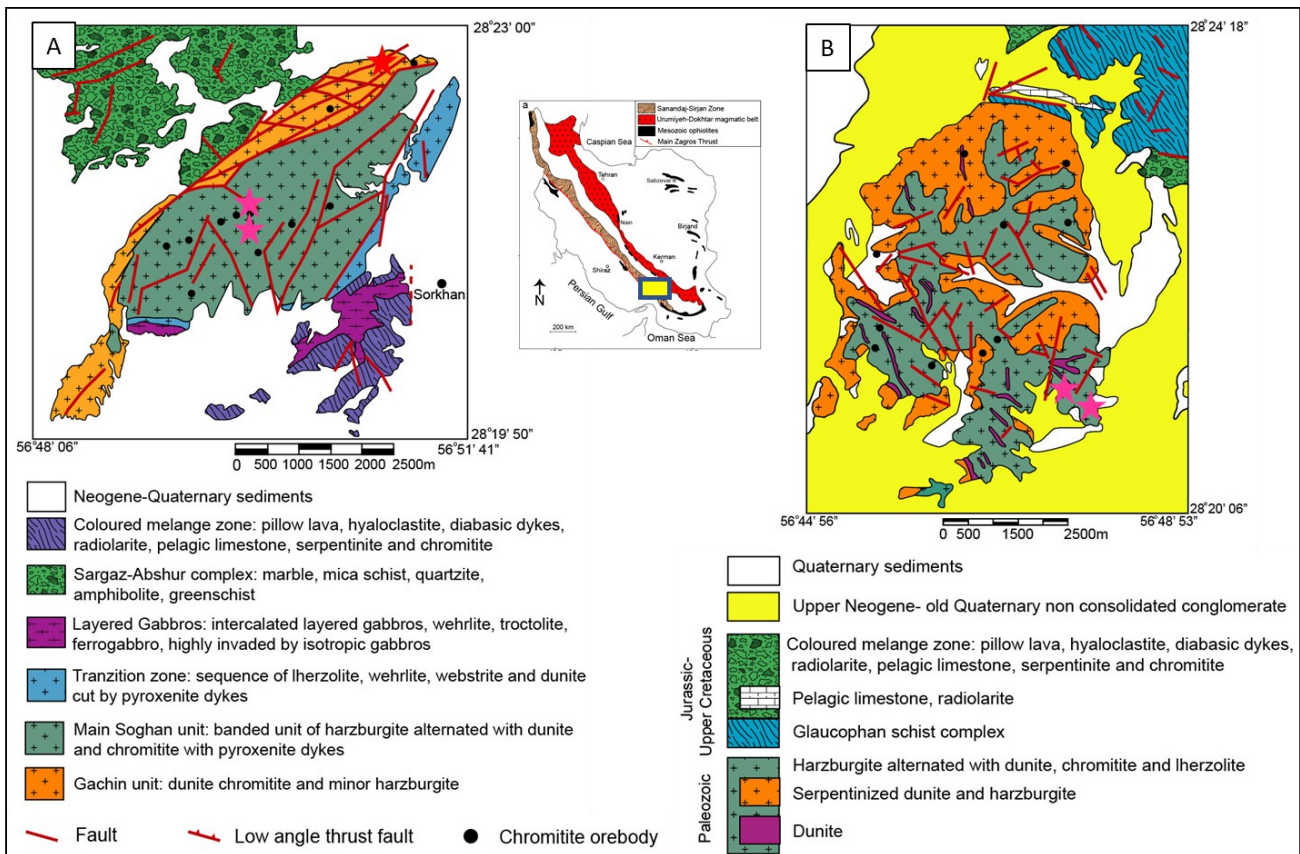 A
28°23' 00"
Sorkhan
28°19' 50"
56°48' 06"
56°51' 41"
0 500 1000 1500 2000 2500m
Neogene-Quaternary sediments
Coloured melange zone: pillow lava, hyaloclastite, diabasic dykes,
radiolarite, pelagic limestone, serpentinite and chromitite
Sargaz-Abshur complex: marble, mica schist, quartzite,
amphibolite, greenschist
Layered Gabbros: intercalated layered gabbros, wehrlite, troctolite,
ferrogabbro, highly invaded by isotropic gabbros
Tranzition zone: sequence of lherzolite, wehrlite, webstrite and dunite
cut by pyroxenite dykes
Main Soghan unit: banded unit of harzburgite alternated with dunite
and chromitite with pyroxenite dykes
Gachin unit: dunite chromitite and minor harzburgite
Fault
Low angle thrust fault
Chromitite orebody
a
Sanandaj-Sirjan Zone
Urumiyeh-Dokhtar magmatic belt
Mesozoic ophiolites
Main Zagros Thrust
Caspian Sea
Tehran
Sabzevar
Nain
Birjand
Shiraz
Kerman
N
Persian Gulf
200 km
Oman Sea
B
28°24' 18"
28°20' 06"
56°44' 56"
56°48' 53"
0 500 1500 2500m
Quaternary sediments
Upper Neogene- old Quaternary non consolidated conglomerate
Jurassic-
Upper Cretaceous
Coloured melange zone: pillow lava, hyaloclastite, diabasic dykes,
radiolarite, pelagic limestone, serpentinite and chromitite
Pelagic limestone, radiolarite
Glaucophan schist complex
Paleozoic
Harzburgite alternated with dunite, chromitite and lherzolite
Serpentinized dunite and harzburgite
Dunite